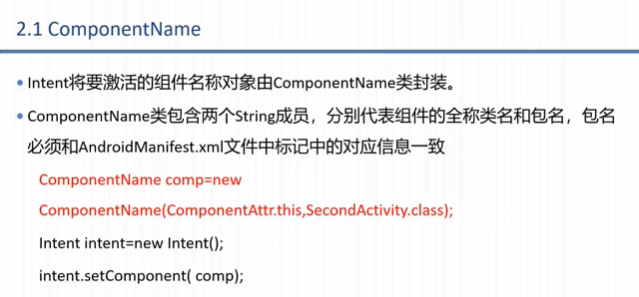 2.1 ComponentName
• Intent将要激活的组件名称对象由ComponentName类封装。
• ComponentName类包含两个String成员，分别代表组件的全称类名和包名，包名
必须和AndroidManifest.xml文件中标记中的对应信息一致
ComponentName comp=new
ComponentName(ComponentAttr.this,SecondActivity.class);
Intent intent=new Intent();
intent.setComponent( comp);